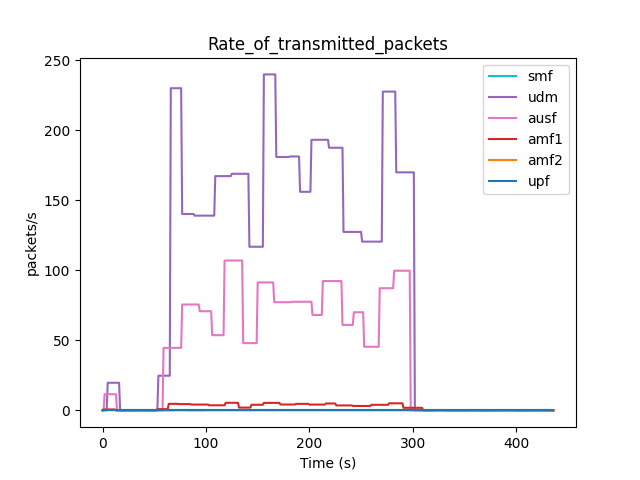 Rate_of_transmitted_packets
250
200
150
100
50
0
packets/s
0 100 200 300 400
Time (s)
smf
udm
ausf
amf1
amf2
upf